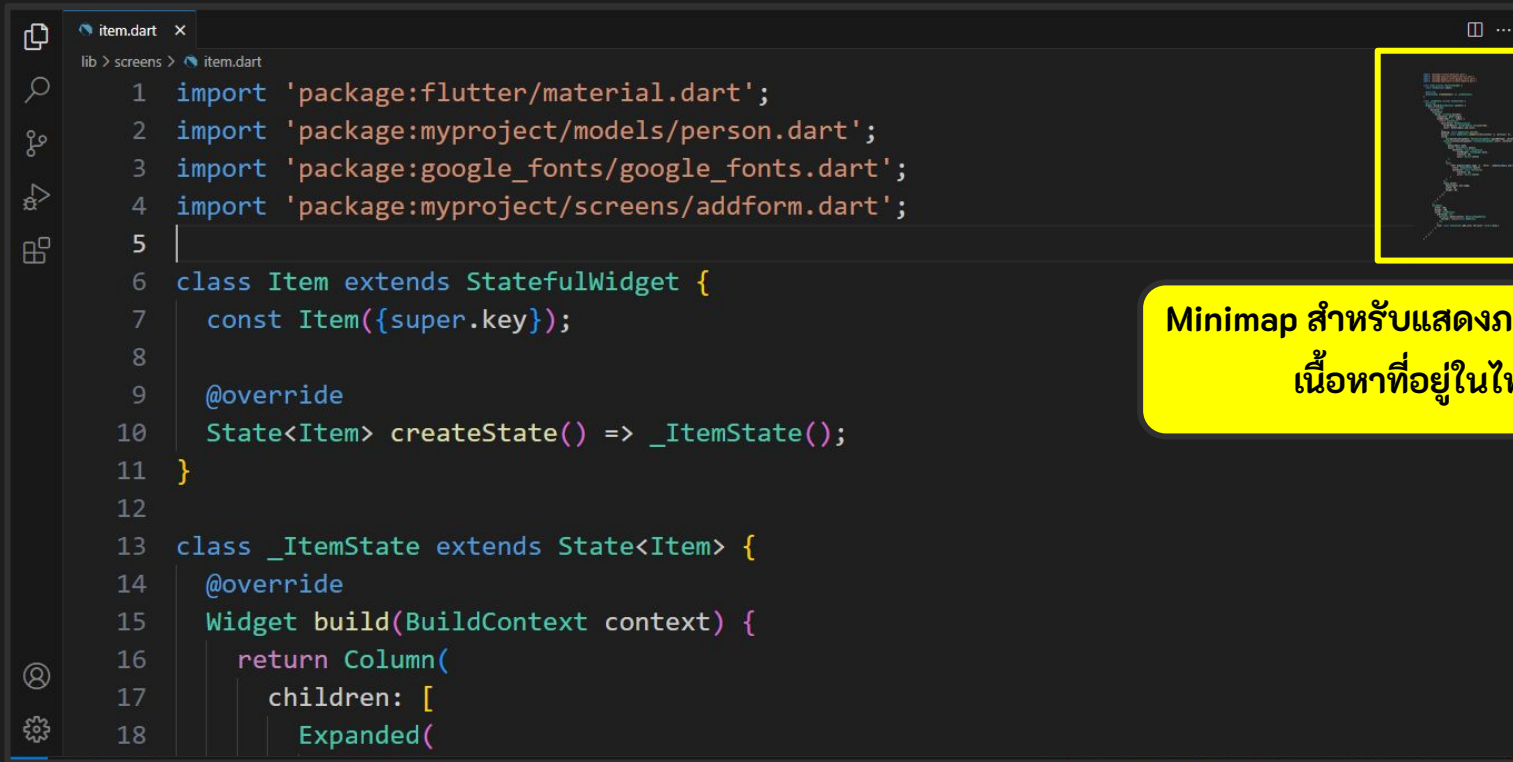 item.dart
lib > screens > item.dart
1 import 'package:flutter/material.dart';
2 import 'package:myproject/models/person.dart';
3 import 'package:google_fonts/google_fonts.dart';
4 import 'package:myproject/screens/addform.dart';
5
6 class Item extends StatefulWidget {
7 const Item({super.key});
8
9 @override
10 State<Item> createState() => _ItemState();
11 }
12
13 class _ItemState extends State<Item> {
14 @override
15 Widget build(BuildContext context) {
16 return Column(
17 children: [
18 Expanded(
Minimap สำหรับแสดงภ
เนื้อหาที่อยู่ในไ